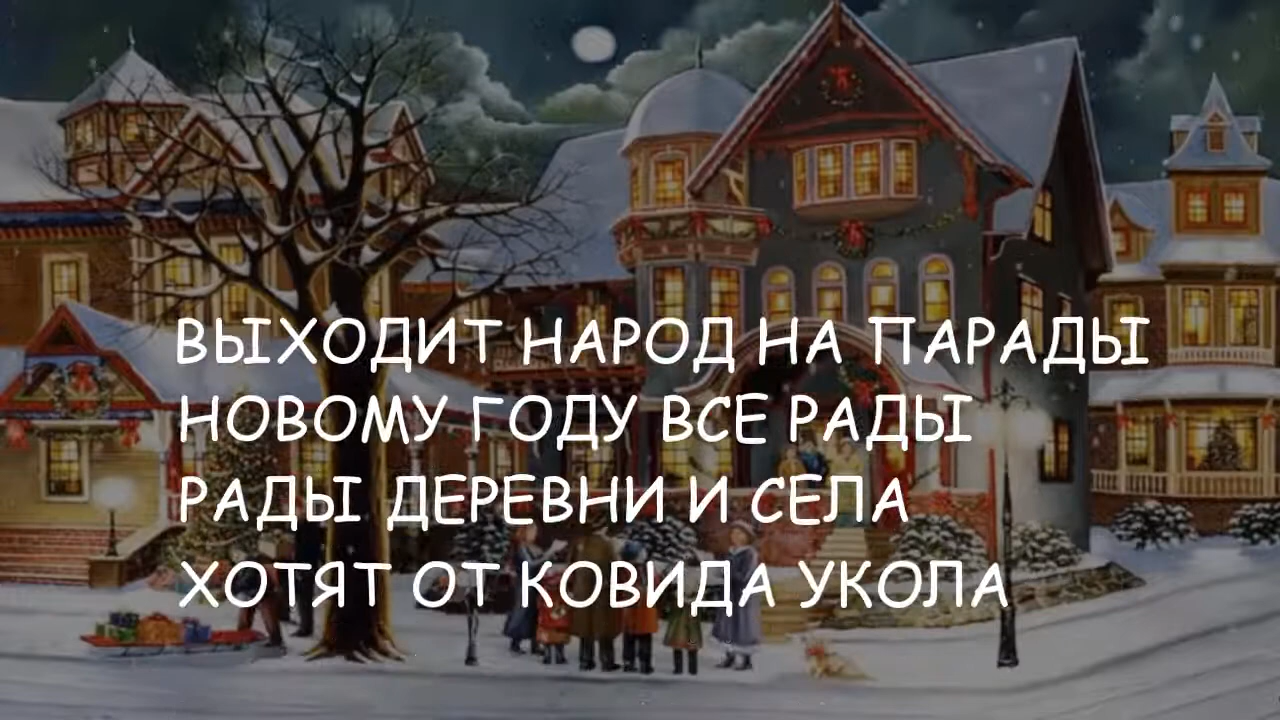 ВЫХОДИТ НАРОД НА ПАРАДЫ
НОВОМУ ГОДУ ВСЕ РАДЫ
РАДЫ ДЕРЕВНИ И СЕЛА
ХОТЯТ ОТ КОВИДА УКОЛА